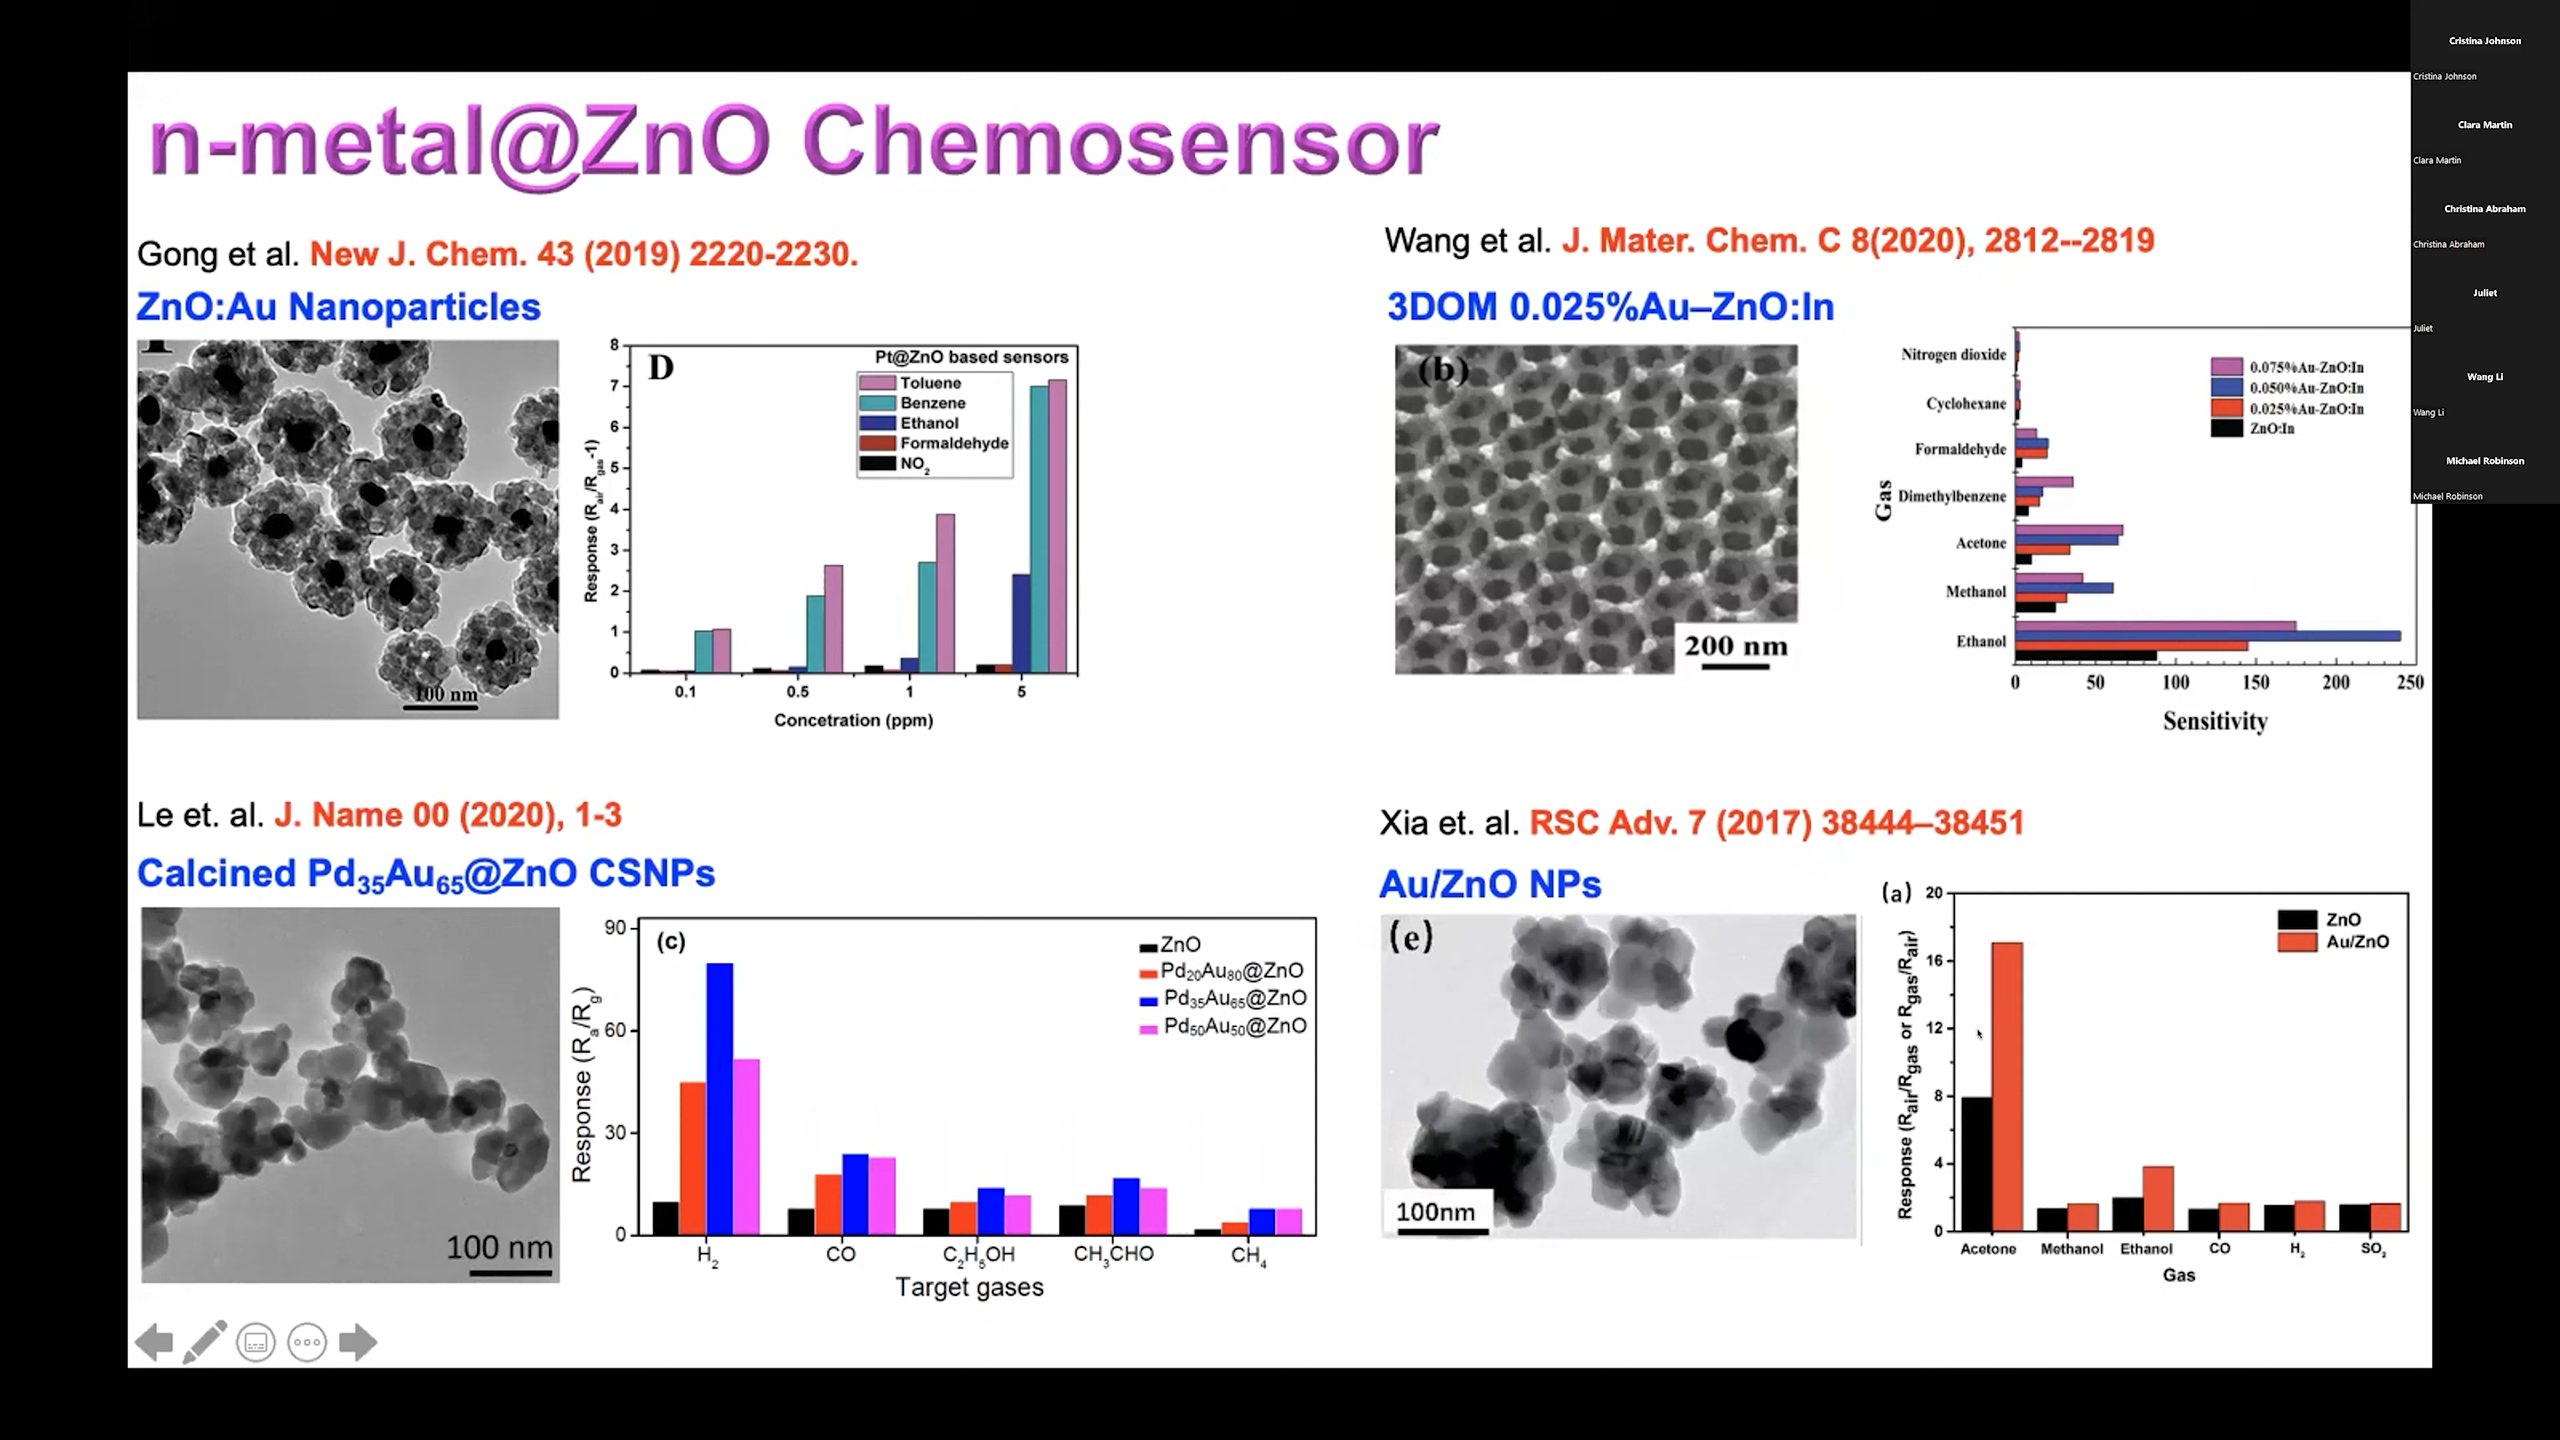 n-metal@ZnO Chemosensor
Gong et al. New J. Chem. 43 (2019) 2220-2230.
ZnO:Au Nanoparticles
100 nm
D
Pt@ZnO based sensors
Toluene
Benzene
Ethanol
Formaldehyde
NO₂
Response (Rair/Rgas-1)
8
7
6
5
4
3
2
1
0
0.1 0.5 1 5
Concetration (ppm)
Wang et al. J. Mater. Chem. C 8(2020), 2812--2819
3DOM 0.025%Au–ZnO:In
(b)
200 nm
Gas
Nitrogen dioxide
Cyclohexane
Formaldehyde
Dimethylbenzene
Acetone
Methanol
Ethanol
0.075%Au-ZnO:In
0.050%Au-ZnO:In
0.025%Au-ZnO:In
ZnO:In
0 50 100 150 200 250
Sensitivity
Le et. al. J. Name 00 (2020), 1-3
Calcined Pd₃₅Au₆₅@ZnO CSNPs
100 nm
(c)
ZnO
Pd₂₀Au₈₀@ZnO
Pd₃₅Au₆₅@ZnO
Pd₅₀Au₅₀@ZnO
Response (Ra/Rg)
90
60
30
0
H₂ CO C₂H₅OH CH₃CHO CH₄
Target gases
Xia et. al. RSC Adv. 7 (2017) 38444–38451
Au/ZnO NPs
(e)
100nm
(a)
ZnO
Au/ZnO
Response (Rair/Rgas or Rgas/Rair)
20
16
12
8
4
0
Acetone Methanol Ethanol CO H₂ SO₂
Gas
Cristina Johnson
Cristina Johnson
Clara Martin
Clara Martin
Christina Abraham
Christina Abraham
Juliet
Juliet
Wang Li
Wang Li
Michael Robinson
Michael Robinson